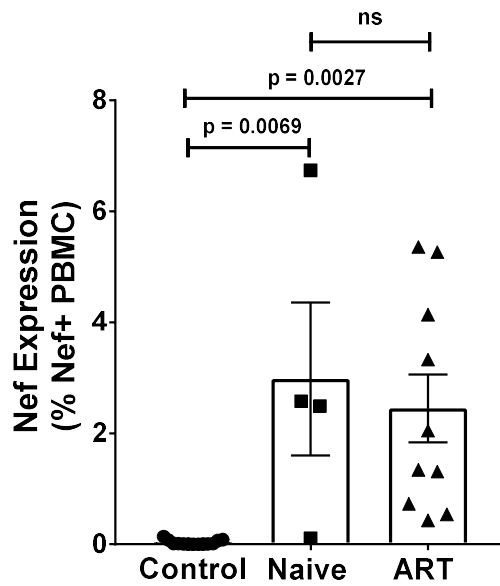 ns
p = 0.0027
p = 0.0069
8
6
4
2
0
Nef Expression
(% Nef+ PBMC)
Control Naive ART